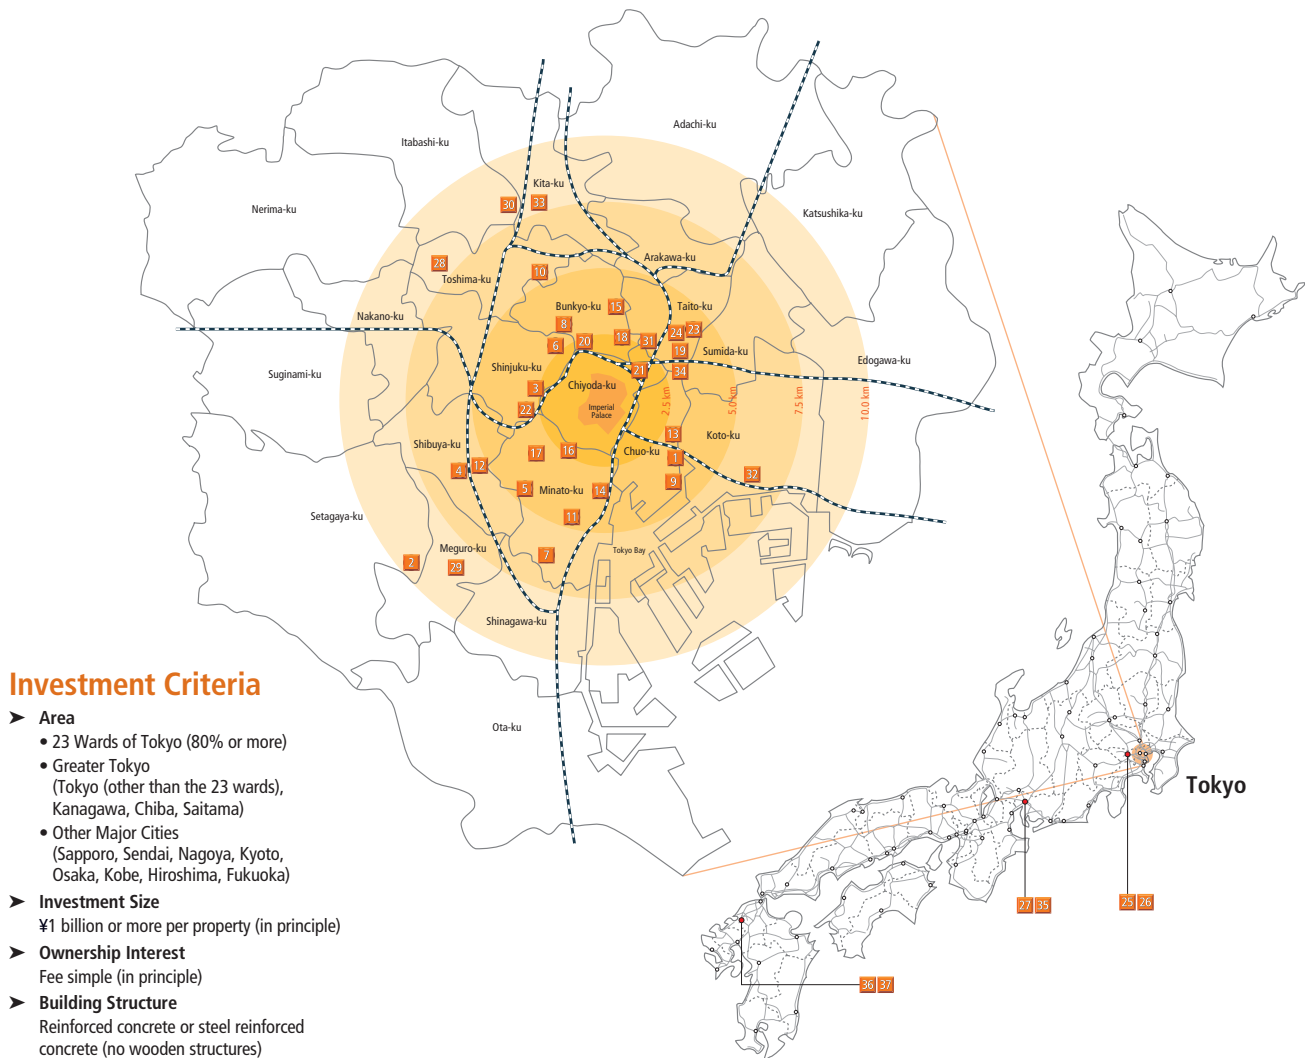 Adachi-ku
Itabashi-ku
Kita-ku
30
33
Nerima-ku
Katsushika-ku
28
Toshima-ku
10
Arakawa-ku
Bunkyo-ku
15
Taito-ku
Nakano-ku
8
24
23
6
20
18
31
19
Sumida-ku
Edogawa-ku
Suginami-ku
Shinjuku-ku
21
34
3
Chiyoda-ku
Imperial
Palace
2.5 km
5.0 km
7.5 km
10.0 km
22
13
Koto-ku
Shibuya-ku
17
16
Chuo-ku
1
4
12
32
5
Minato-ku
14
9
Setagaya-ku
11
Meguro-ku
7
Tokyo Bay
2
29
Shinagawa-ku
Ota-ku
Tokyo
27 35
25 26
36 37
Investment Criteria
➤ Area
• 23 Wards of Tokyo (80% or more)
• Greater Tokyo
(Tokyo (other than the 23 wards),
Kanagawa, Chiba, Saitama)
• Other Major Cities
(Sapporo, Sendai, Nagoya, Kyoto,
Osaka, Kobe, Hiroshima, Fukuoka)
➤ Investment Size
¥1 billion or more per property (in principle)
➤ Ownership Interest
Fee simple (in principle)
➤ Building Structure
Reinforced concrete or steel reinforced
concrete (no wooden structures)